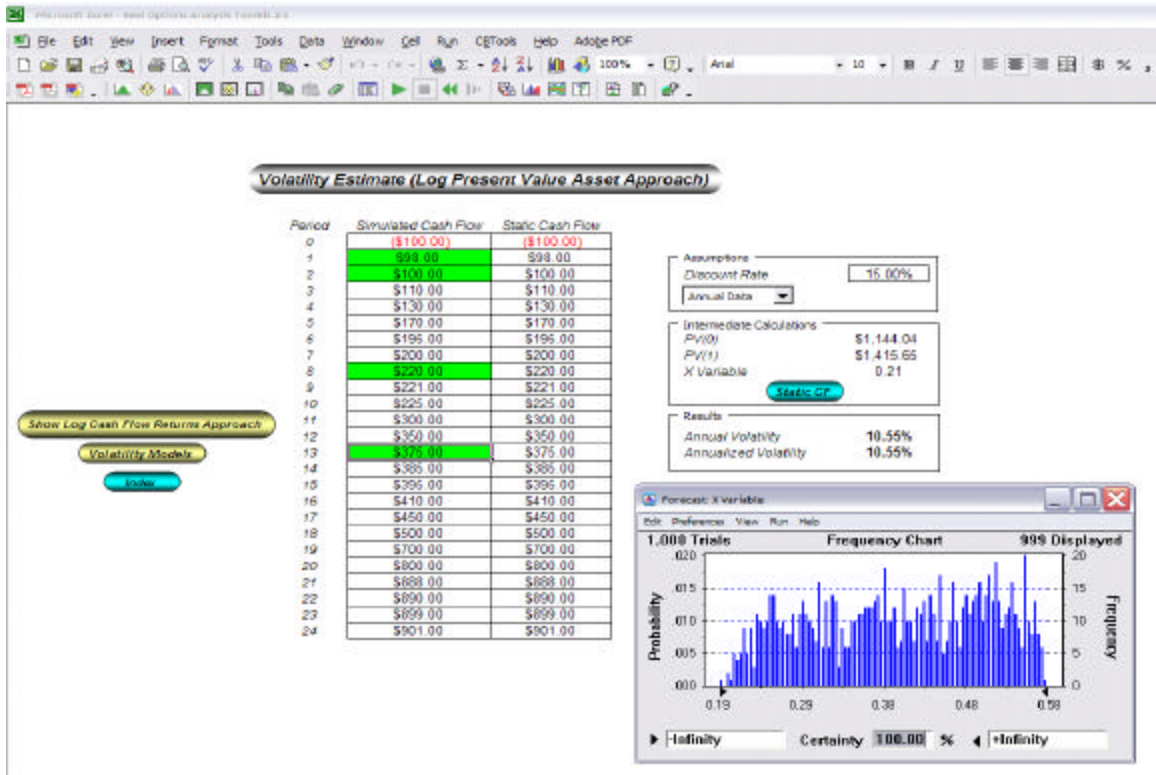 Microsoft Excel - Real Options Analysis Toolkit 2.0
File Edit View Insert Format Tools Data Window Cell Run CBTools Help Adobe PDF
100% Arial 10 B I U $ % ,
Volatility Estimate (Log Present Value Asset Approach)
Period Simulated Cash Flow Static Cash Flow
0 ($100.00) ($100.00)
1 $98.00 $98.00
2 $100.00 $100.00
3 $110.00 $110.00
4 $130.00 $130.00
5 $170.00 $170.00
6 $195.00 $195.00
7 $200.00 $200.00
8 $220.00 $220.00
9 $221.00 $221.00
10 $225.00 $225.00
11 $300.00 $300.00
12 $350.00 $350.00
13 $375.00 $375.00
14 $385.00 $385.00
15 $395.00 $395.00
16 $410.00 $410.00
17 $450.00 $450.00
18 $500.00 $500.00
19 $700.00 $700.00
20 $800.00 $800.00
21 $888.00 $888.00
22 $890.00 $890.00
23 $899.00 $899.00
24 $901.00 $901.00
Show Log Cash Flow Returns Approach
Volatility Models
Index
Assumptions
Discount Rate 15.00%
Annual Data
Intermediate Calculations
PV(0) $1,144.04
PV(1) $1,415.65
X Variable 0.21
Static CF
Results
Annual Volatility 10.55%
Annualized Volatility 10.55%
Forecast: X Variable
Edit Preferences View Run Help
1,000 Trials Frequency Chart 999 Displayed
Probability
.020
.015
.010
.005
.000
20
15
10
5
0
Frequency
0.19 0.29 0.38 0.48 0.58
-Infinity Certainty 100.00 % +Infinity